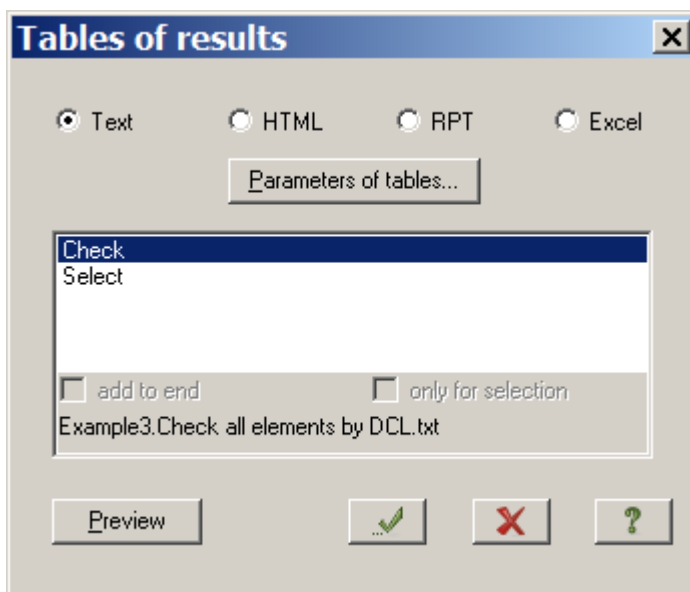 Tables of results
Text HTML RPT Excel
Parameters of tables...
Check
Select
add to end only for selection
Example3.Check all elements by DCL.txt
Preview ... ?